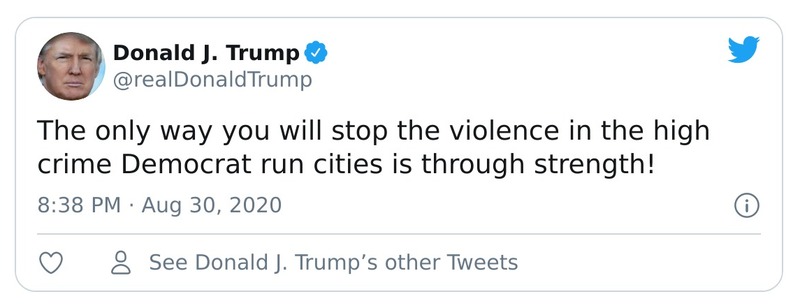 Donald J. Trump
@realDonaldTrump
The only way you will stop the violence in the high
crime Democrat run cities is through strength!
8:38 PM · Aug 30, 2020
See Donald J. Trump’s other Tweets